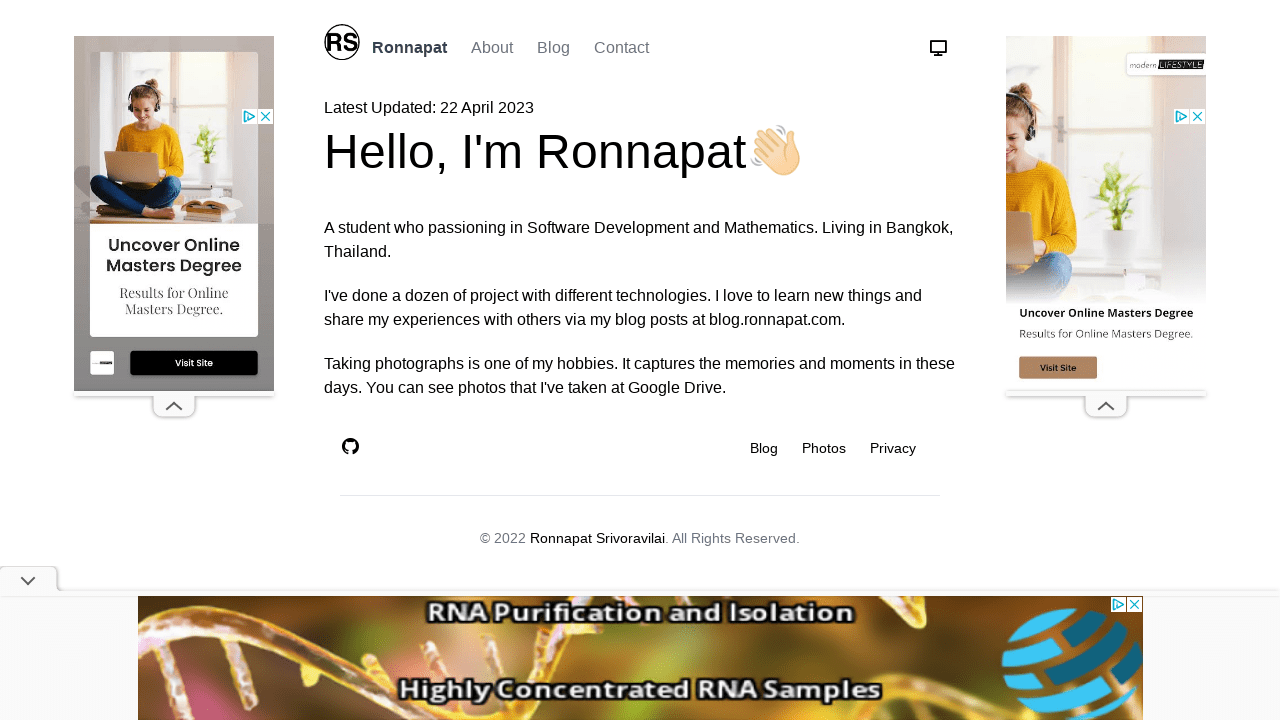 RS
Ronnapat
About
Blog
Contact
Latest Updated: 22 April 2023
Hello, I'm Ronnapat
A student who passioning in Software Development and Mathematics. Living in Bangkok,
Thailand.
I've done a dozen of project with different technologies. I love to learn new things and
share my experiences with others via my blog posts at blog.ronnapat.com.
Taking photographs is one of my hobbies. It captures the memories and moments in these
days. You can see photos that I've taken at Google Drive.
Blog
Photos
Privacy
© 2022 Ronnapat Srivoravilai. All Rights Reserved.
Uncover Online
Masters Degree
Results for Online
Masters Degree.
Visit Site
modern LIFESTYLE
Uncover Online Masters Degree
Results for Online Masters Degree.
Visit Site
RNA Purification and Isolation
Highly Concentrated RNA Samples